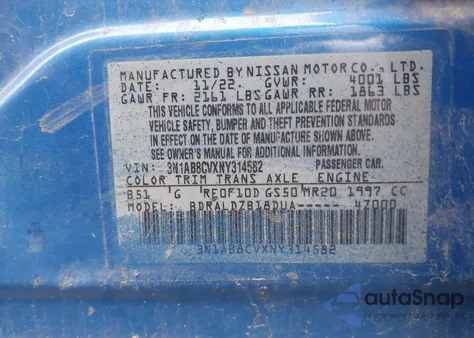 MANUFACTURED BY NISSAN MOTOR CO., LTD.
DATE: 11/22 GVWR: 4001 LBS
GAWR FR: 2161 LBS GAWR RR: 1863 LBS
THIS VEHICLE CONFORMS TO ALL APPLICABLE FEDERAL MOTOR
VEHICLE SAFETY, BUMPER AND THEFT PREVENTION STANDARDS
IN EFFECT ON THE DATE OF MANUFACTURE SHOWN ABOVE.
SEE OWNER'S MANUAL FOR ADDITIONAL INFORMATION.
VIN: 3N1AB8CVXNY314582 PASSENGER CAR
COLOR TRIM TRANS AXLE ENGINE
B51 G RE0F10D GS50 MR20 1997 CC
MODEL: BDRALDZB18DUA- 4Z000
3N1AB8CVXNY314582
autoSnap